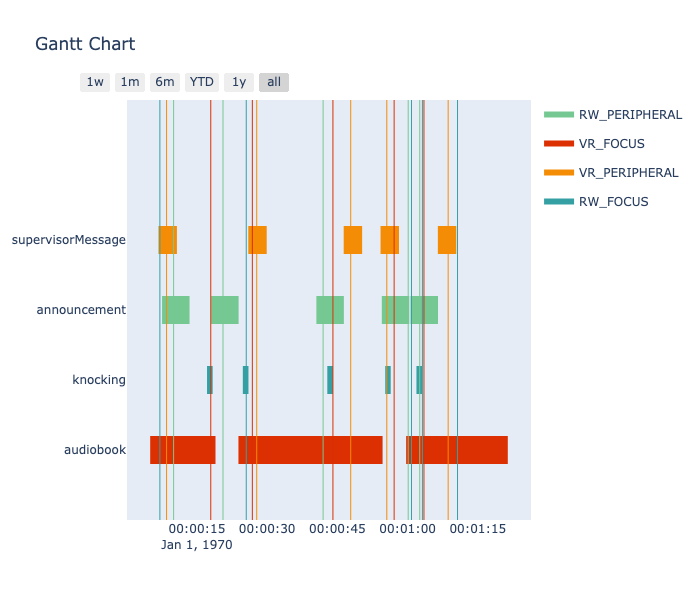 Gantt Chart
1w 1m 6m YTD 1y all
RW_PERIPHERAL
VR_FOCUS
VR_PERIPHERAL
RW_FOCUS
supervisorMessage
announcement
knocking
audiobook
00:00:15 00:00:30 00:00:45 00:01:00 00:01:15
Jan 1, 1970